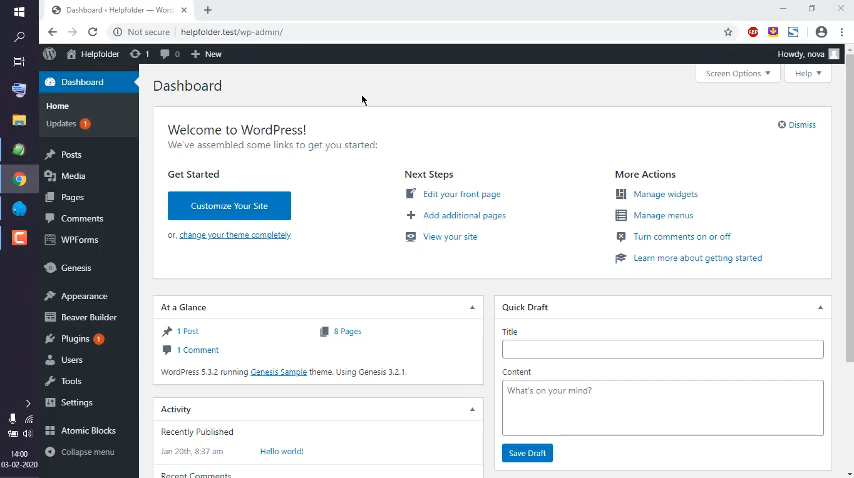 Dashboard ‹ Helpfolder — Word
Not secure helpfolder.test/wp-admin/
ABP
Helpfolder 1 0 New Howdy, nova
Dashboard
Home
Updates 1
Posts
Media
Pages
Comments
WPForms
Genesis
Appearance
Beaver Builder
Plugins 1
Users
Tools
Settings
Atomic Blocks
Collapse menu
14:00
03-02-2020
Screen Options Help
Dashboard
Welcome to WordPress!
We've assembled some links to get you started:
Dismiss
Get Started
Customize Your Site
or, change your theme completely
Next Steps
Edit your front page
Add additional pages
View your site
More Actions
Manage widgets
Manage menus
Turn comments on or off
Learn more about getting started
At a Glance
1 Post 8 Pages
1 Comment
WordPress 5.3.2 running Genesis Sample theme. Using Genesis 3.2.1.
Activity
Recently Published
Jan 20th, 8:37 am Hello world!
Recent Comments
Quick Draft
Title
Content
What's on your mind?
Save Draft